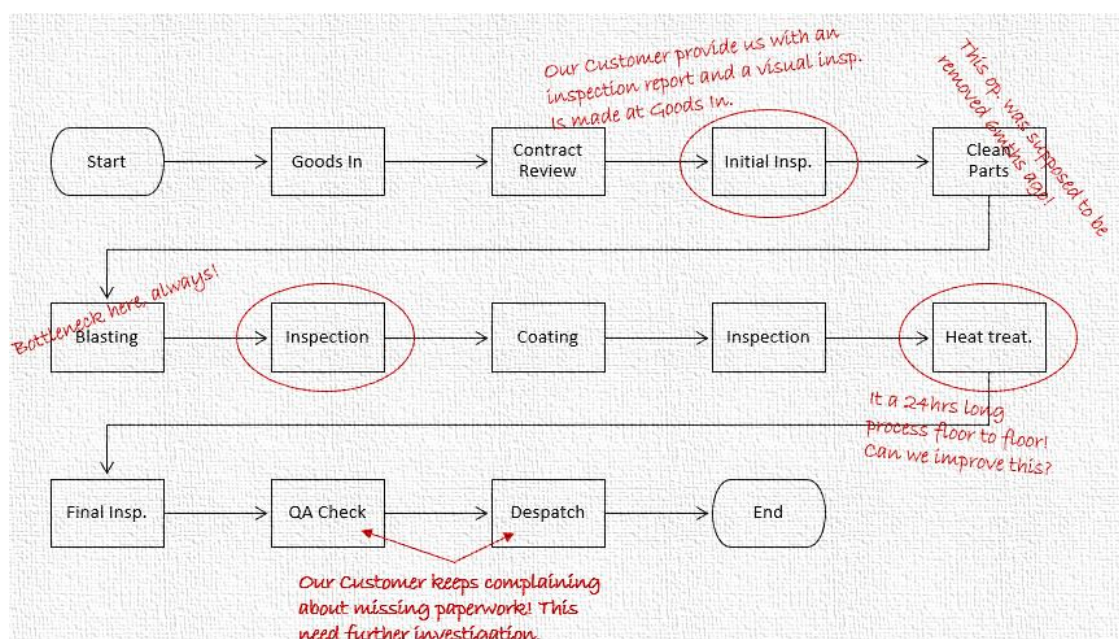 Our Customer provide us with an
inspection report and a visual insp.
Is made at Goods In.
This op. was supposed to be
removed 6mths ago!
Start
Goods In
Contract
Review
Initial Insp.
Clean
Parts
Bottleneck here, always!
Blasting
Inspection
Coating
Inspection
Heat treat.
It a 24hrs long
process floor to floor!
Can we improve this?
Final Insp.
QA Check
Despatch
End
Our Customer keeps complaining
about missing paperwork! This
need further investigation.